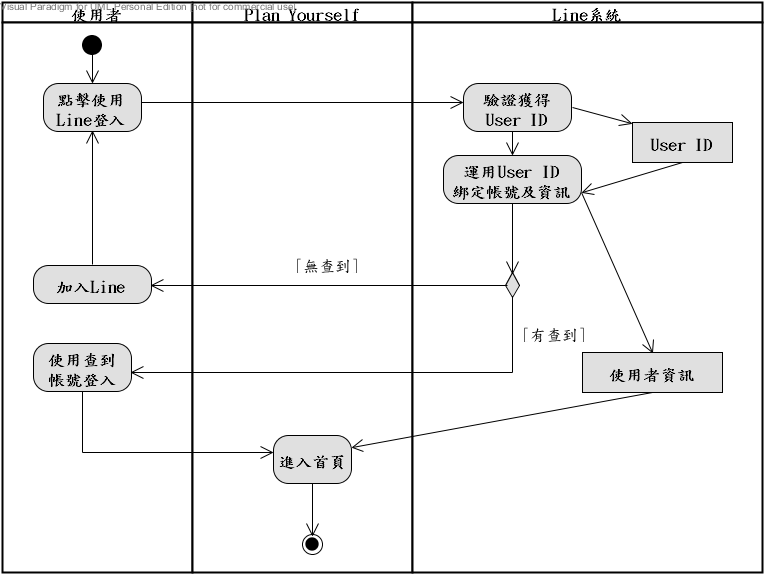 Visual Paradigm for UML Personal Edition [not for commercial use]
使用者
Plan Yourself
Line系統
點擊使用
Line登入
驗證獲得
User ID
User ID
運用User ID
綁定帳號及資訊
「無查到」
加入Line
「有查到」
使用查到
帳號登入
使用者資訊
進入首頁